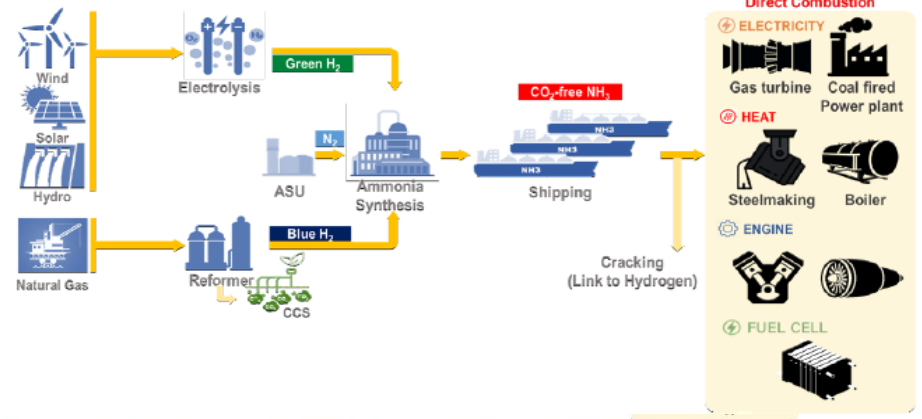 Direct Combustion
ELECTRICITY
Gas turbine
Coal fired
Power plant
HEAT
Steelmaking
Boiler
ENGINE
FUEL CELL
Wind
Solar
Hydro
Natural Gas
Electrolysis
Green H₂
N₂
ASU
Ammonia
Synthesis
Reformer
Blue H₂
CCS
CO₂-free NH₃
NH3
NH3
NH3
Shipping
Cracking
(Link to Hydrogen)